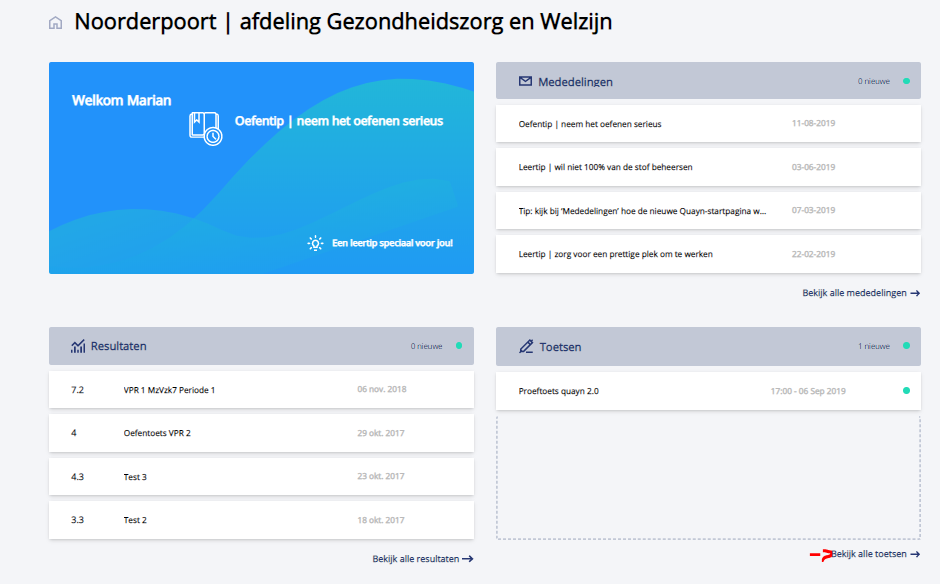 Noorderpoort | afdeling Gezondheidszorg en Welzijn
Welkom Marian
Oefentip | neem het oefenen serieus
Een leertip speciaal voor jou!
Mededelingen 0 nieuwe
Oefentip | neem het oefenen serieus 11-08-2019
Leertip | wil niet 100% van de stof beheersen 03-06-2019
Tip: kijk bij 'Mededelingen' hoe de nieuwe Quayn-startpagina w... 07-03-2019
Leertip | zorg voor een prettige plek om te werken 22-02-2019
Bekijk alle mededelingen →
Resultaten 0 nieuwe
7.2 VPR 1 MzVzk7 Periode 1 06 nov. 2018
4 Oefentoets VPR 2 29 okt. 2017
4.3 Test 3 23 okt. 2017
3.3 Test 2 18 okt. 2017
Bekijk alle resultaten →
Toetsen 1 nieuwe
Proeftoets quayn 2.0 17:00 - 06 Sep 2019
Bekijk alle toetsen →